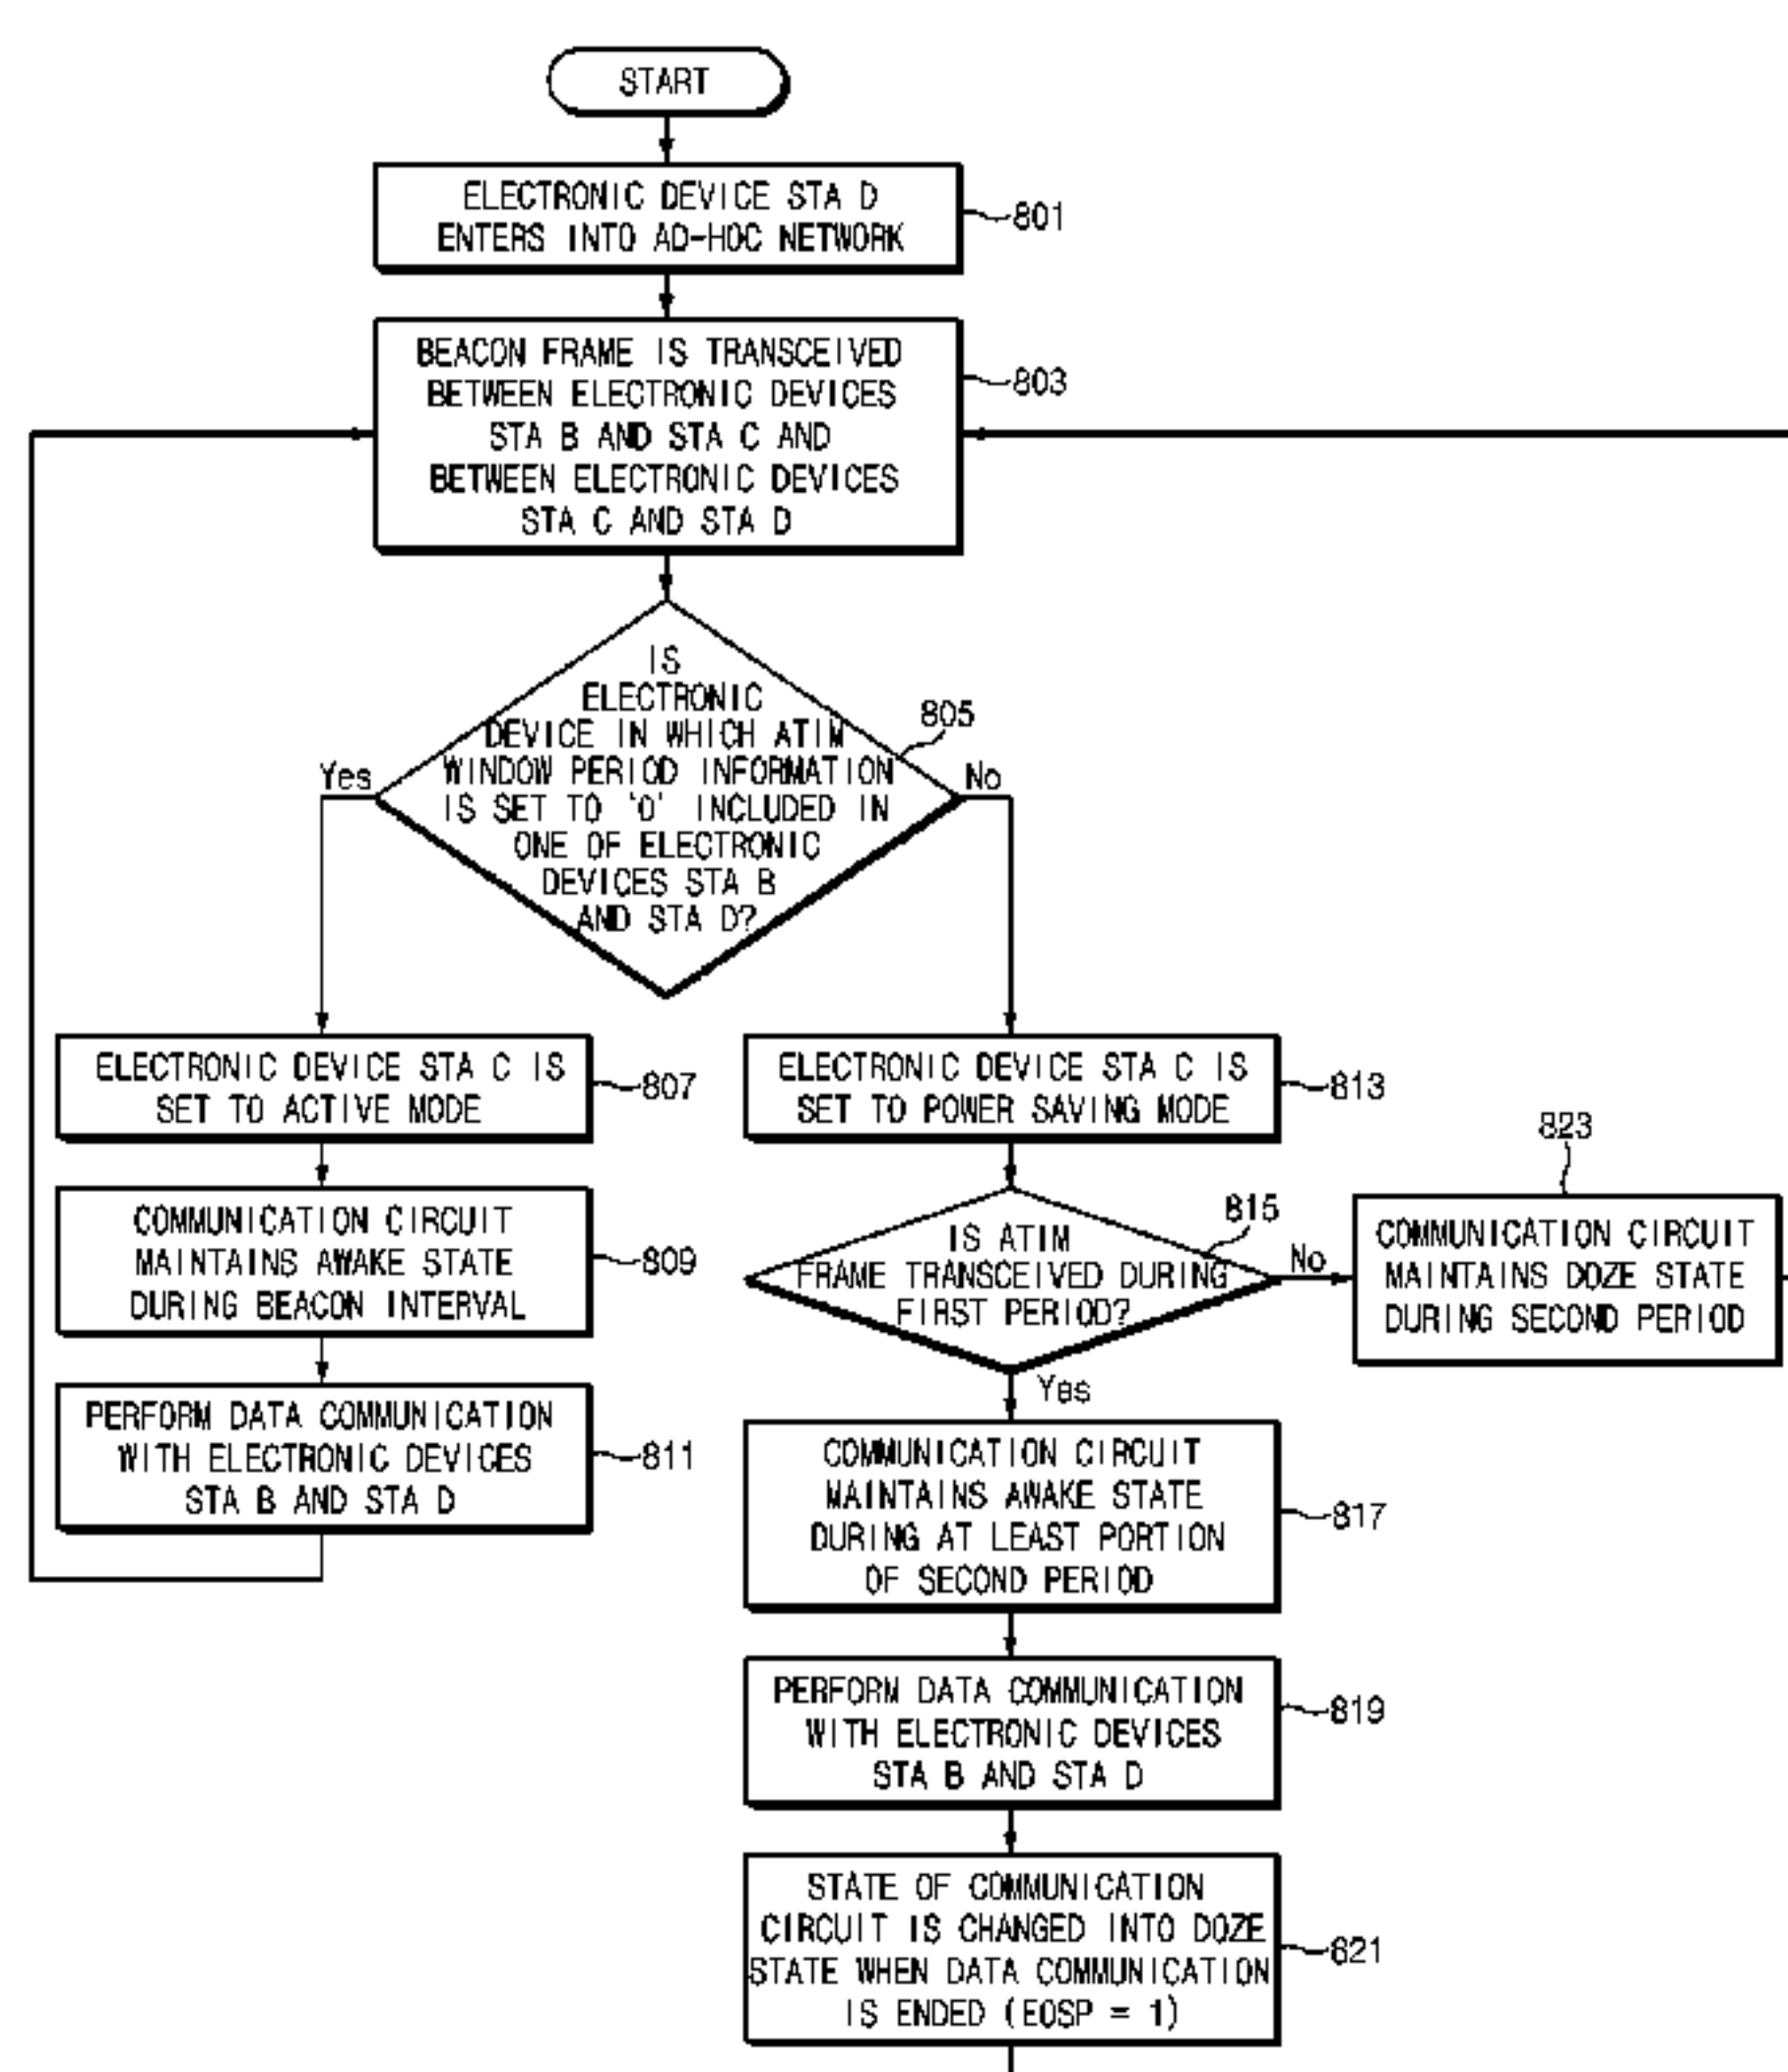 START
ELECTRONIC DEVICE STA D
ENTERS INTO AD-HOC NETWORK
801
BEACON FRAME IS TRANSCEIVED
BETWEEN ELECTRONIC DEVICES
STA B AND STA C AND
BETWEEN ELECTRONIC DEVICES
STA C AND STA D
803
IS
ELECTRONIC
DEVICE IN WHICH ATIM
WINDOW PERIOD INFORMATION
IS SET TO '0' INCLUDED IN
ONE OF ELECTRONIC
DEVICES STA B
AND STA D?
805
Yes
No
ELECTRONIC DEVICE STA C IS
SET TO ACTIVE MODE
807
COMMUNICATION CIRCUIT
MAINTAINS AWAKE STATE
DURING BEACON INTERVAL
809
PERFORM DATA COMMUNICATION
WITH ELECTRONIC DEVICES
STA B AND STA D
811
ELECTRONIC DEVICE STA C IS
SET TO POWER SAVING MODE
813
IS ATIM
FRAME TRANSCEIVED DURING
FIRST PERIOD?
815
No
Yes
823
COMMUNICATION CIRCUIT
MAINTAINS DOZE STATE
DURING SECOND PERIOD
COMMUNICATION CIRCUIT
MAINTAINS AWAKE STATE
DURING AT LEAST PORTION
OF SECOND PERIOD
817
PERFORM DATA COMMUNICATION
WITH ELECTRONIC DEVICES
STA B AND STA D
819
STATE OF COMMUNICATION
CIRCUIT IS CHANGED INTO DOZE
STATE WHEN DATA COMMUNICATION
IS ENDED (EOSP = 1)
821